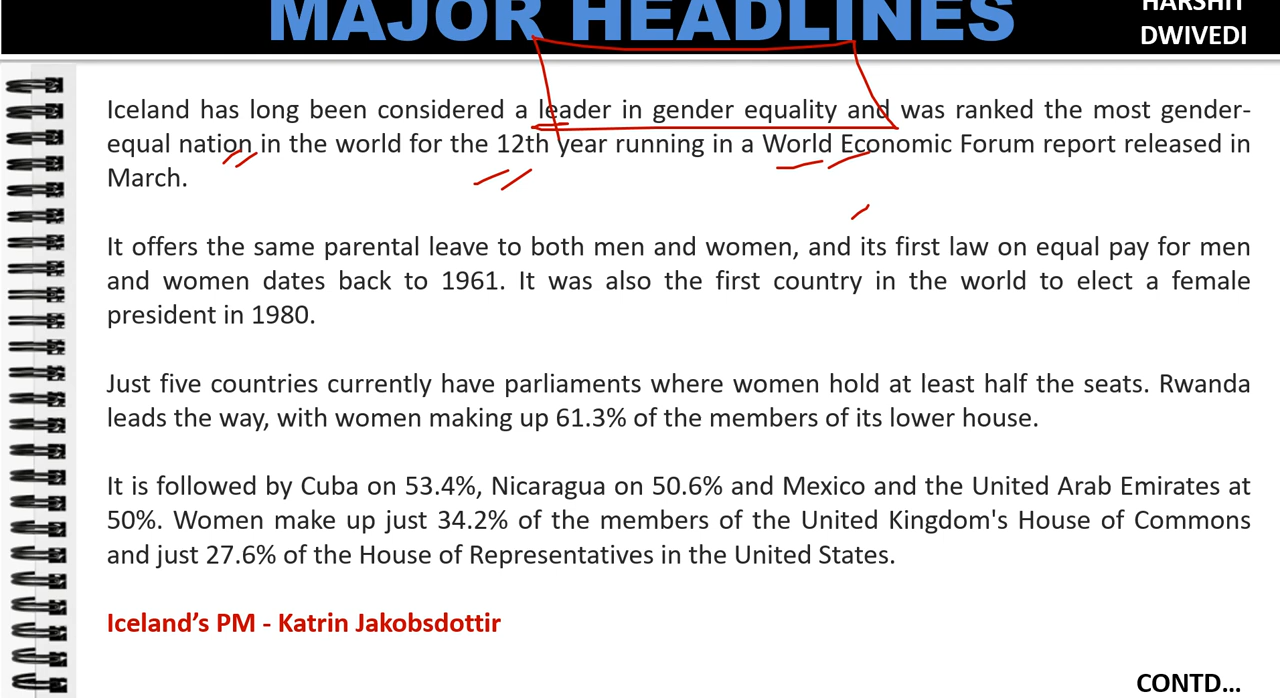 MAJOR HEADLINES
HARSHIT
DWIVEDI
Iceland has long been considered a leader in gender equality and was ranked the most gender-
equal nation in the world for the 12th year running in a World Economic Forum report released in
March.
It offers the same parental leave to both men and women, and its first law on equal pay for men
and women dates back to 1961. It was also the first country in the world to elect a female
president in 1980.
Just five countries currently have parliaments where women hold at least half the seats. Rwanda
leads the way, with women making up 61.3% of the members of its lower house.
It is followed by Cuba on 53.4%, Nicaragua on 50.6% and Mexico and the United Arab Emirates at
50%. Women make up just 34.2% of the members of the United Kingdom's House of Commons
and just 27.6% of the House of Representatives in the United States.
Iceland’s PM - Katrin Jakobsdottir
CONTD...